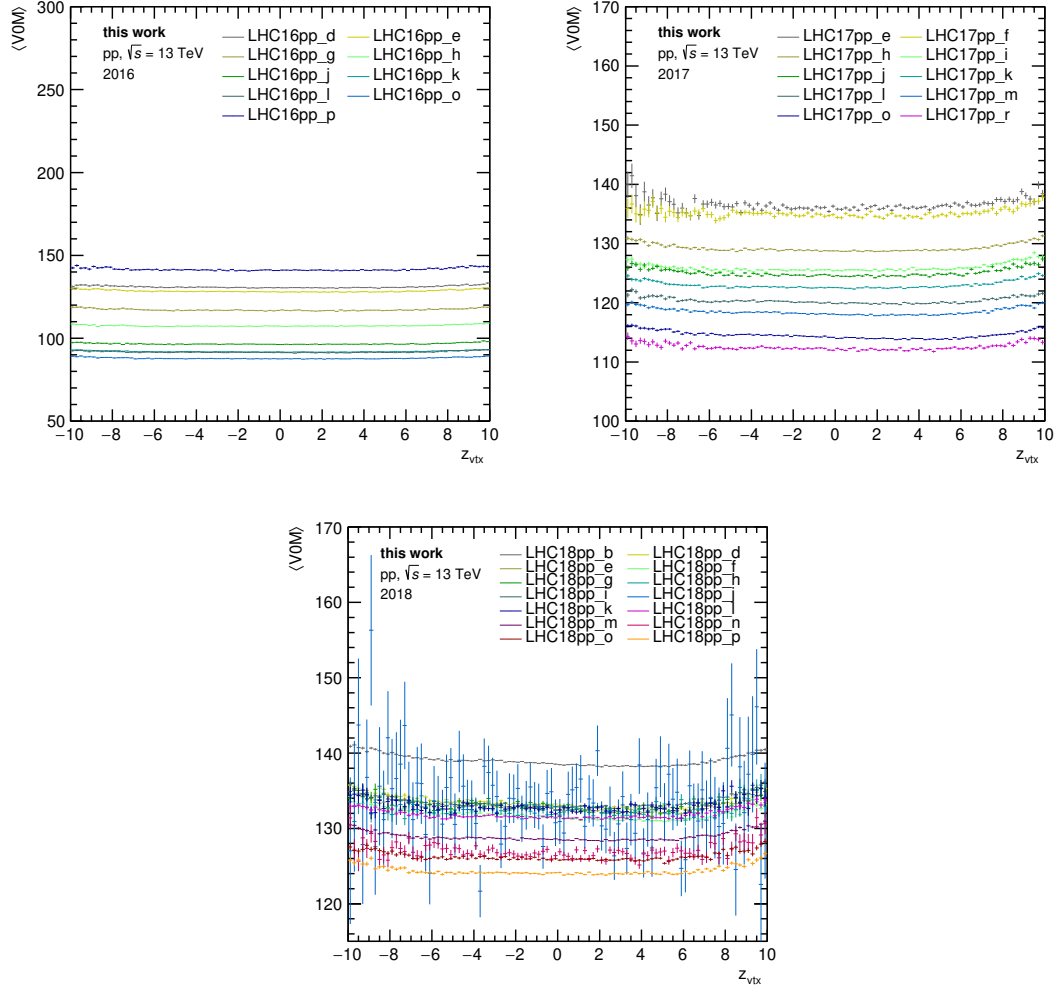 ⟨V0M⟩
300
250
200
150
100
50
this work
pp, √s = 13 TeV
2016
LHC16pp_d LHC16pp_e
LHC16pp_g LHC16pp_h
LHC16pp_j LHC16pp_k
LHC16pp_l LHC16pp_o
LHC16pp_p
−10 −8 −6 −4 −2 0 2 4 6 8 10
z_vtx
⟨V0M⟩
170
160
150
140
130
120
110
100
this work
pp, √s = 13 TeV
2017
LHC17pp_e LHC17pp_f
LHC17pp_h LHC17pp_i
LHC17pp_j LHC17pp_k
LHC17pp_l LHC17pp_m
LHC17pp_o LHC17pp_r
−10 −8 −6 −4 −2 0 2 4 6 8 10
z_vtx
⟨V0M⟩
170
160
150
140
130
120
this work
pp, √s = 13 TeV
2018
LHC18pp_b LHC18pp_d
LHC18pp_e LHC18pp_f
LHC18pp_g LHC18pp_h
LHC18pp_i LHC18pp_j
LHC18pp_k LHC18pp_l
LHC18pp_m LHC18pp_n
LHC18pp_o LHC18pp_p
−10 −8 −6 −4 −2 0 2 4 6 8 10
z_vtx